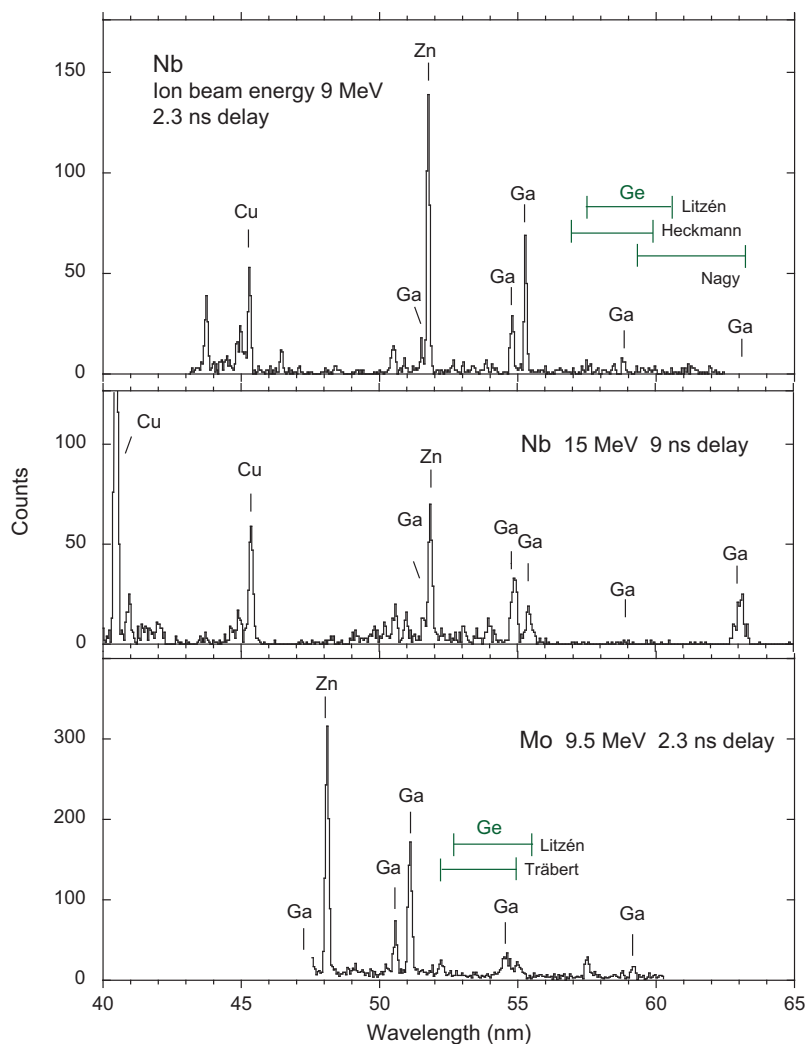 Nb
Ion beam energy 9 MeV
2.3 ns delay
Zn
Cu
Ga
Ga
Ga
Ge
Litzén
Heckmann
Nagy
Ga
Ga
150
100
50
0
Cu
Cu
Ga
Zn
Nb 15 MeV 9 ns delay
Ga
Ga
Ga
Ga
100
50
0
Counts
Zn
Mo 9.5 MeV 2.3 ns delay
Ga
Ga
Ga
Ge
Litzén
Träbert
Ga
Ga
300
200
100
0
40 45 50 55 60 65
Wavelength (nm)